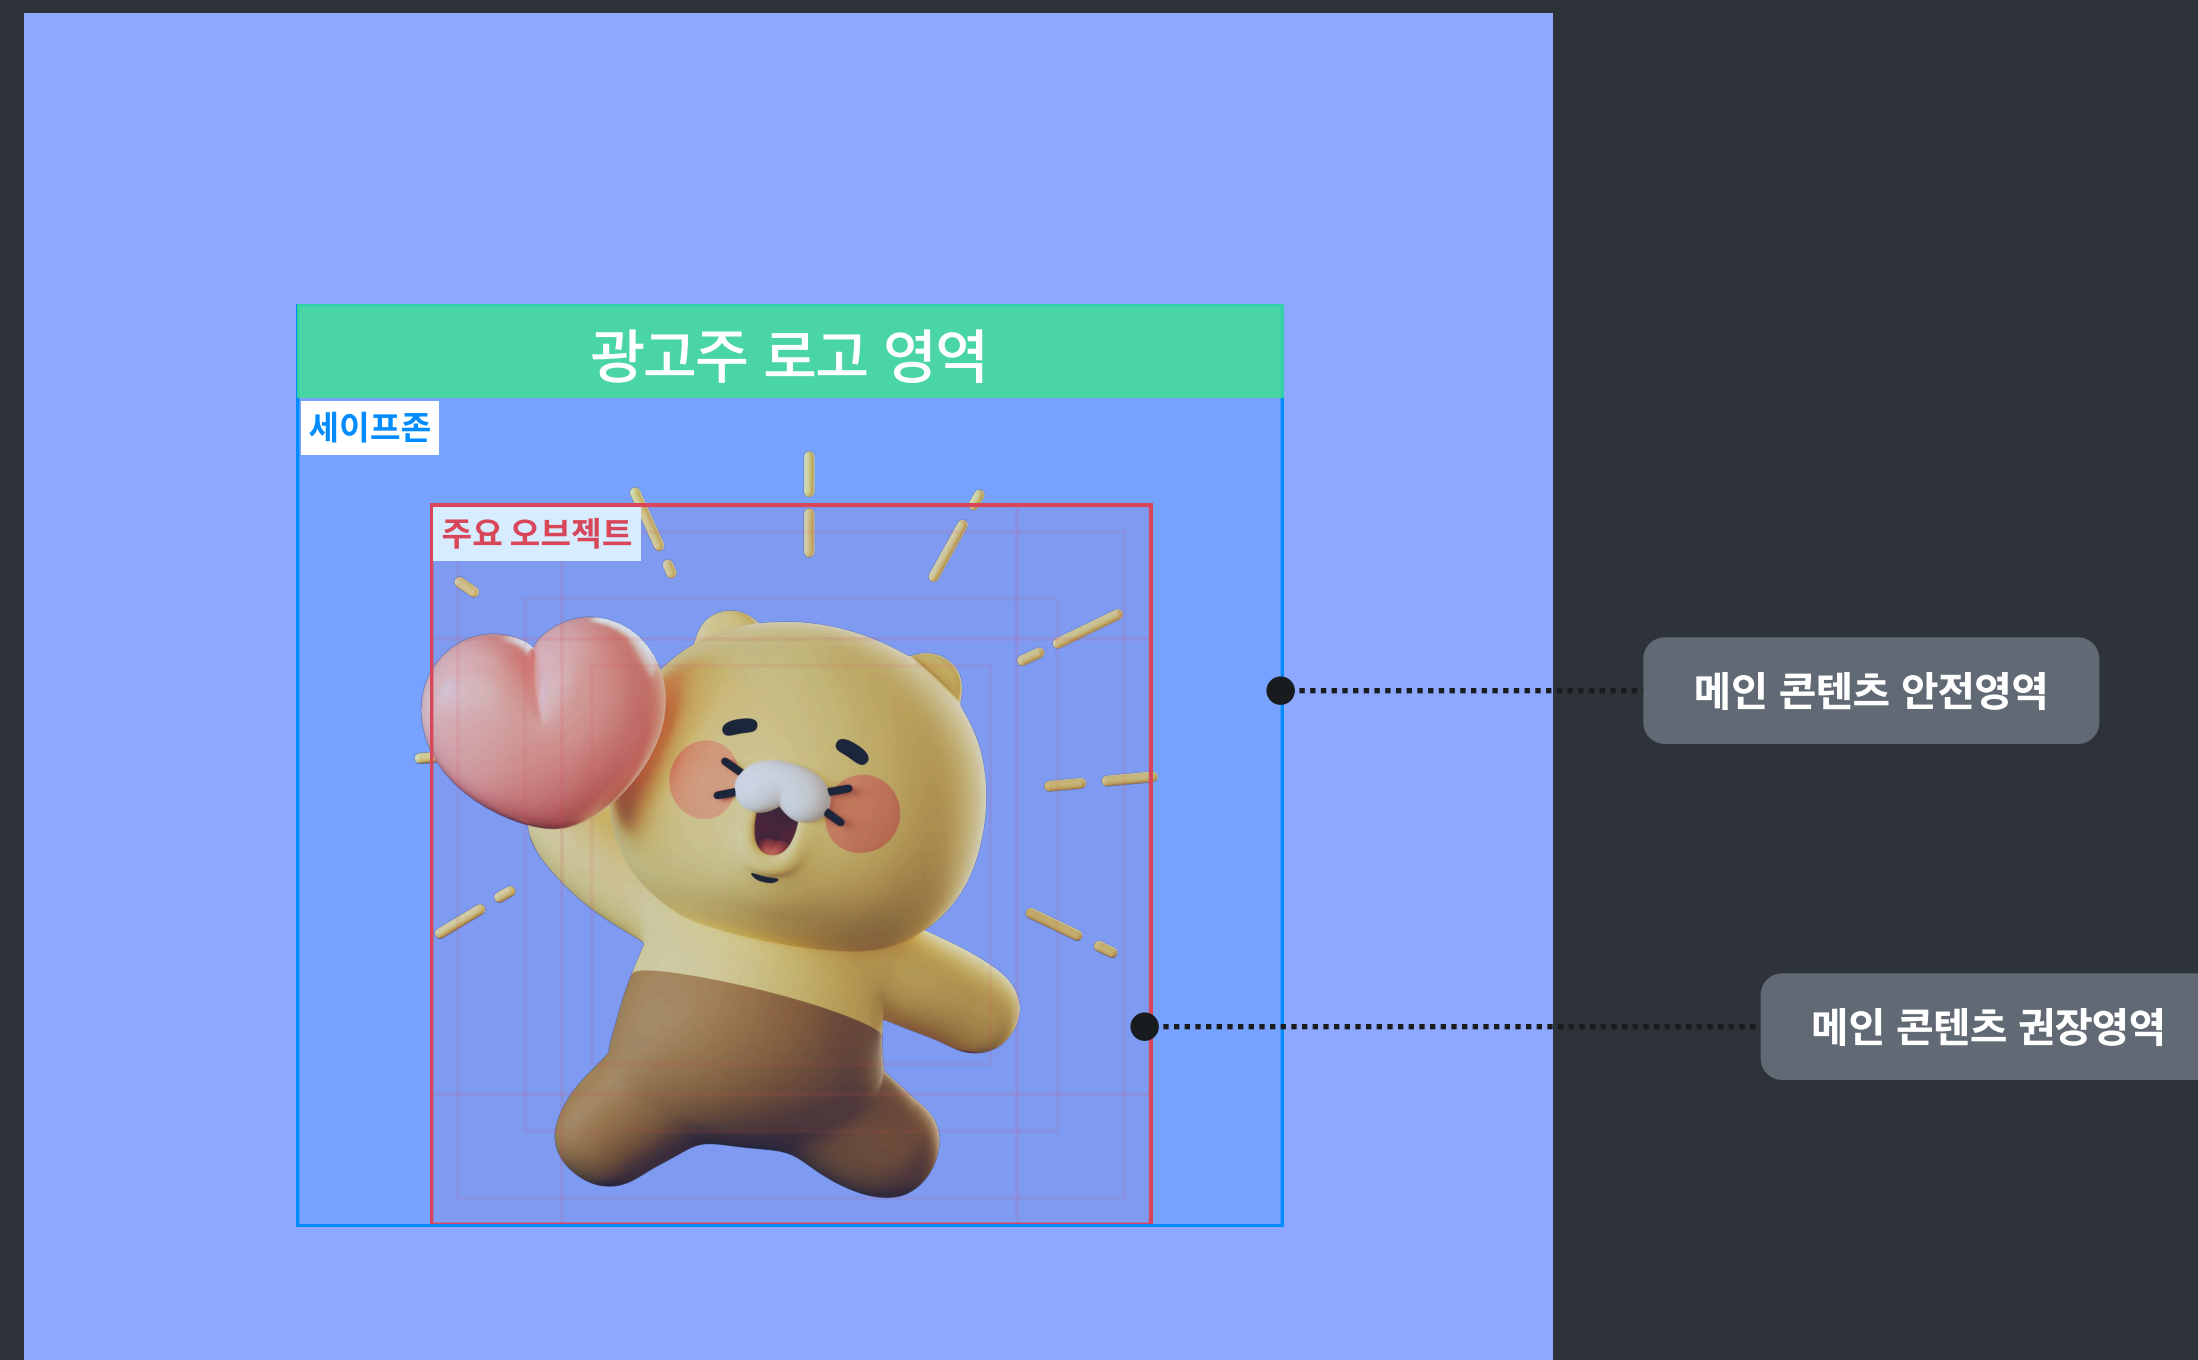 광고주 로고 영역
세이프존
주요 오브젝트
메인 콘텐츠 안전영역
메인 콘텐츠 권장영역